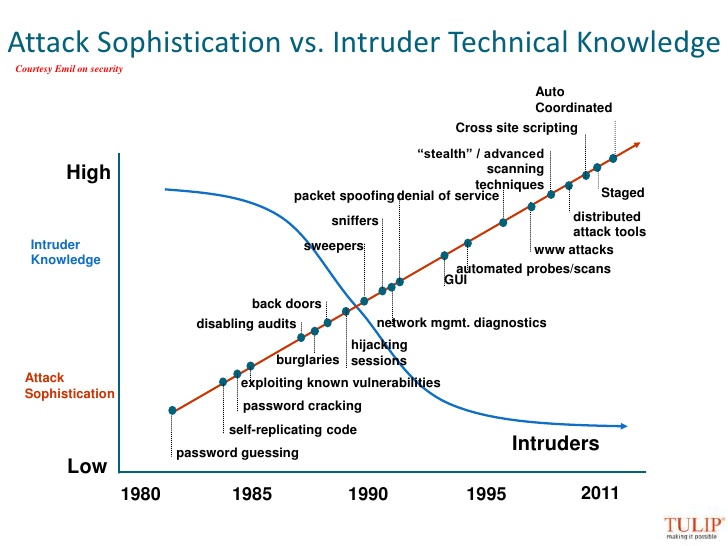 Attack Sophistication vs. Intruder Technical Knowledge
Courtesy Emil on security
Auto
Coordinated
Cross site scripting
“stealth” / advanced
scanning
techniques
High
packet spoofing
denial of service
Staged
sniffers
distributed
attack tools
Intruder
Knowledge
sweepers
www attacks
automated probes/scans
GUI
back doors
disabling audits
network mgmt. diagnostics
hijacking
sessions
burglaries
Attack
Sophistication
exploiting known vulnerabilities
password cracking
self-replicating code
Intruders
password guessing
Low
1980
1985
1990
1995
2011
TULIP®
making it possible